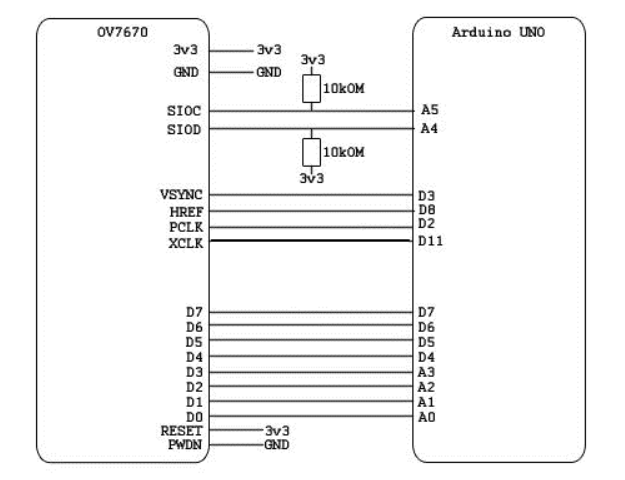 OV7670
Arduino UNO
3v3
3v3
3v3
GND
GND
10kOM
SIOC
A5
SIOD
A4
10kOM
3v3
VSYNC
D3
HREF
D8
PCLK
D2
XCLK
D11
D7
D7
D6
D6
D5
D5
D4
D4
D3
A3
D2
A2
D1
A1
D0
A0
RESET
3v3
PWDN
GND